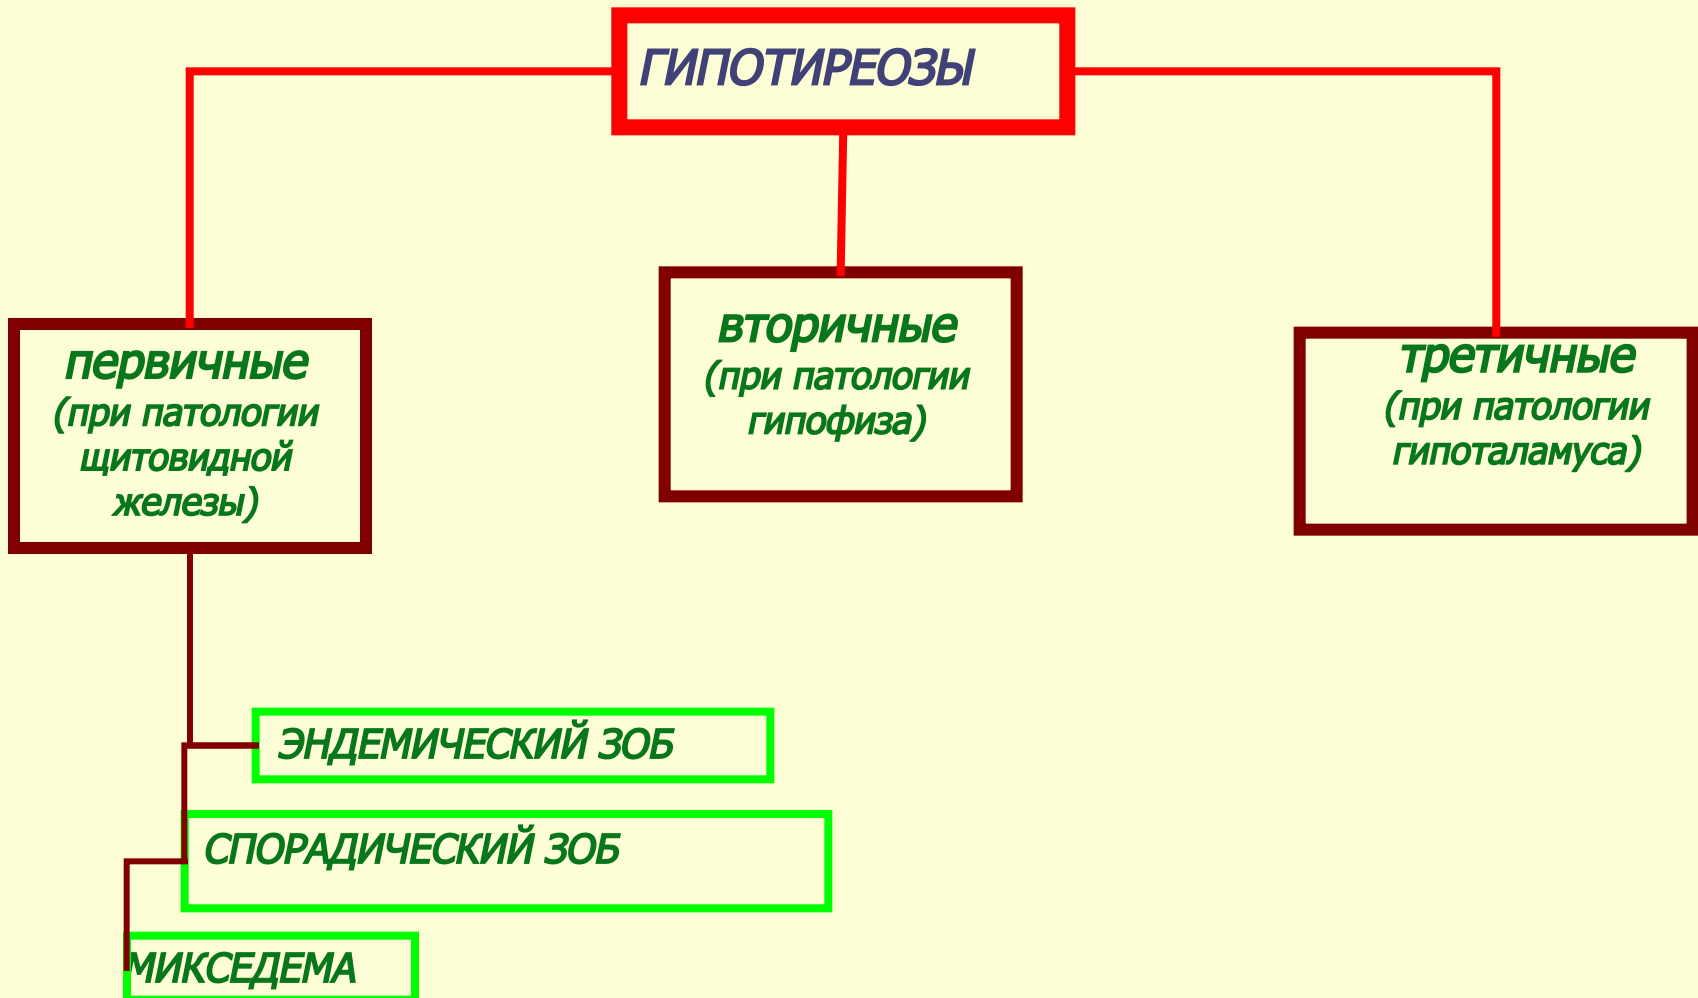 ГИПОТИРЕОЗЫ
первичные
(при патологии
щитовидной
железы)
вторичные
(при патологии
гипофиза)
третичные
(при патологии
гипоталамуса)
ЭНДЕМИЧЕСКИЙ ЗОБ
СПОРАДИЧЕСКИЙ ЗОБ
МИКСЕДЕМА